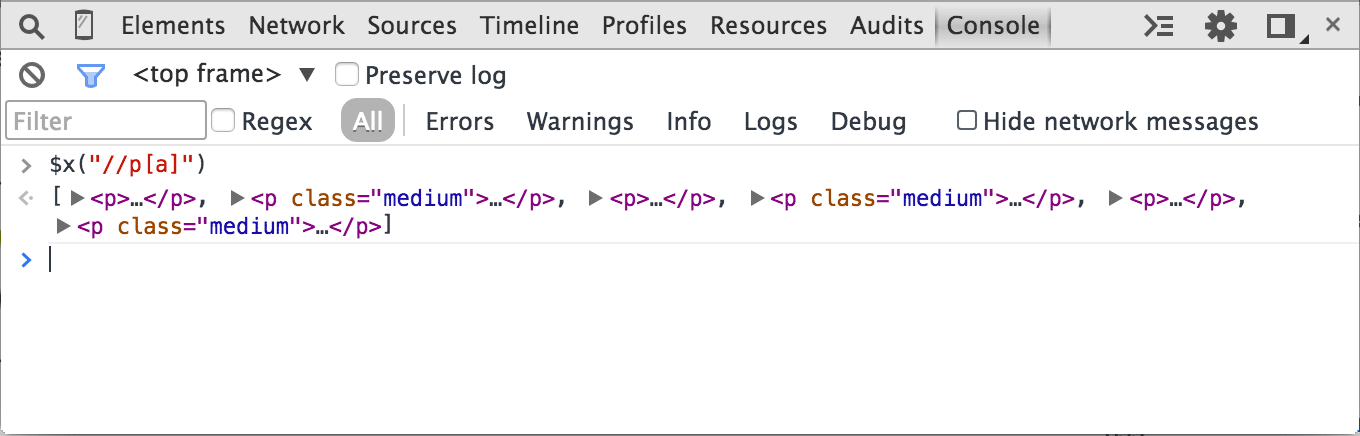 Elements Network Sources Timeline Profiles Resources Audits Console ×
<top frame> ▼ Preserve log
Filter Regex All Errors Warnings Info Logs Debug Hide network messages
> $x("//p[a]")
[▶<p>…</p>, ▶<p class="medium">…</p>, ▶<p>…</p>, ▶<p class="medium">…</p>, ▶<p>…</p>,
▶<p class="medium">…</p>]
>